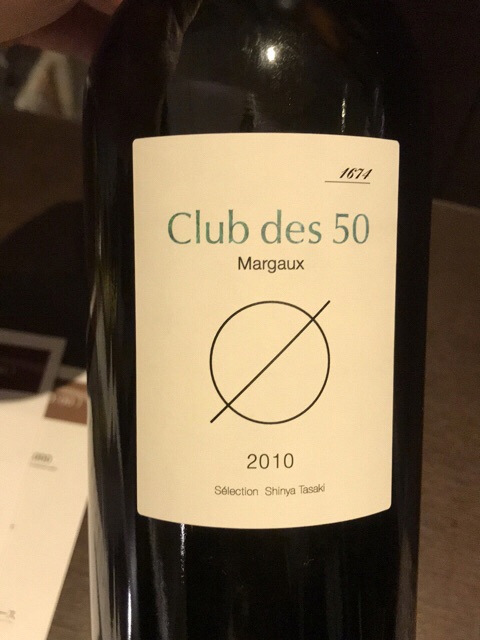 1674
Club des 50
Margaux
2010
Sélection Shinya Tasaki